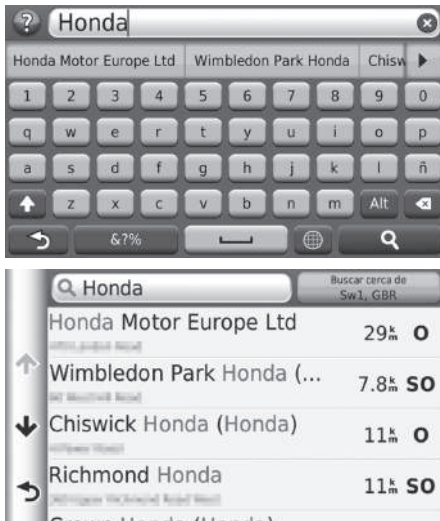 ?
Honda
Honda Motor Europe Ltd Wimbledon Park Honda Chisw
1 2 3 4 5 6 7 8 9 0
q w e r t y u i o p
a s d f g h j k l ñ
z x c v b n m Alt
&?%
Honda
Buscar cerca de
Sw1, GBR
Honda Motor Europe Ltd
29 km O
Wimbledon Park Honda (...
7.8 km SO
Chiswick Honda (Honda)
11 km O
Richmond Honda
11 km SO